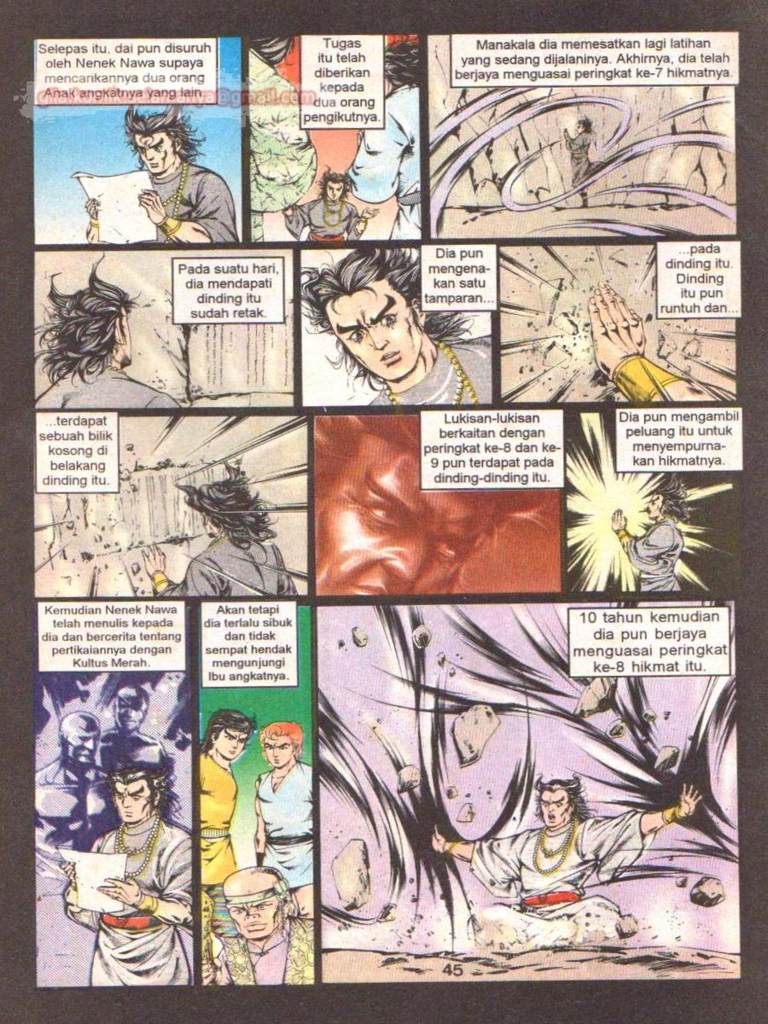 Selepas itu, dai pun disuruh
oleh Nenek Nawa supaya
mencarikannya dua orang
Anak angkatnya yang lain.
Tugas
itu telah
diberikan
kepada
dua orang
pengikutnya.
Manakala dia memesatkan lagi latihan
yang sedang dijalaninya. Akhirnya, dia telah
berjaya menguasai peringkat ke-7 hikmatnya.
Pada suatu hari,
dia mendapati
dinding itu
sudah retak.
Dia pun
mengena-
kan satu
tamparan...
...pada
dinding itu.
Dinding
itu pun
runtuh dan...
...terdapat
sebuah bilik
kosong di
belakang
dinding itu.
Lukisan-lukisan
berkaitan dengan
peringkat ke-8 dan ke-
9 pun terdapat pada
dinding-dinding itu.
Dia pun mengambil
peluang itu untuk
menyempurna-
kan hikmatnya.
Kemudian Nenek Nawa
telah menulis kepada
dia dan bercerita tentang
pertikaiannya dengan
Kultus Merah.
Akan tetapi
dia terlalu sibuk
dan tidak
sempat hendak
mengunjungi
Ibu angkatnya.
10 tahun kemudian
dia pun berjaya
menguasai peringkat
ke-8 hikmat itu.
45